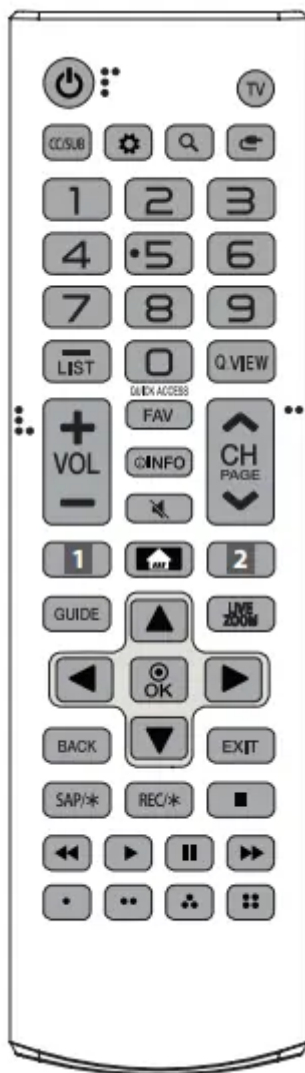 TV
CC/SUB
1 2 3
4 5 6
7 8 9
LIST 0 Q.VIEW
QUICK ACCESS
FAV
+
VOL
-
INFO
CH
PAGE
1 2
GUIDE
LIVE
ZOOM
OK
BACK EXIT
SAP/* REC/*